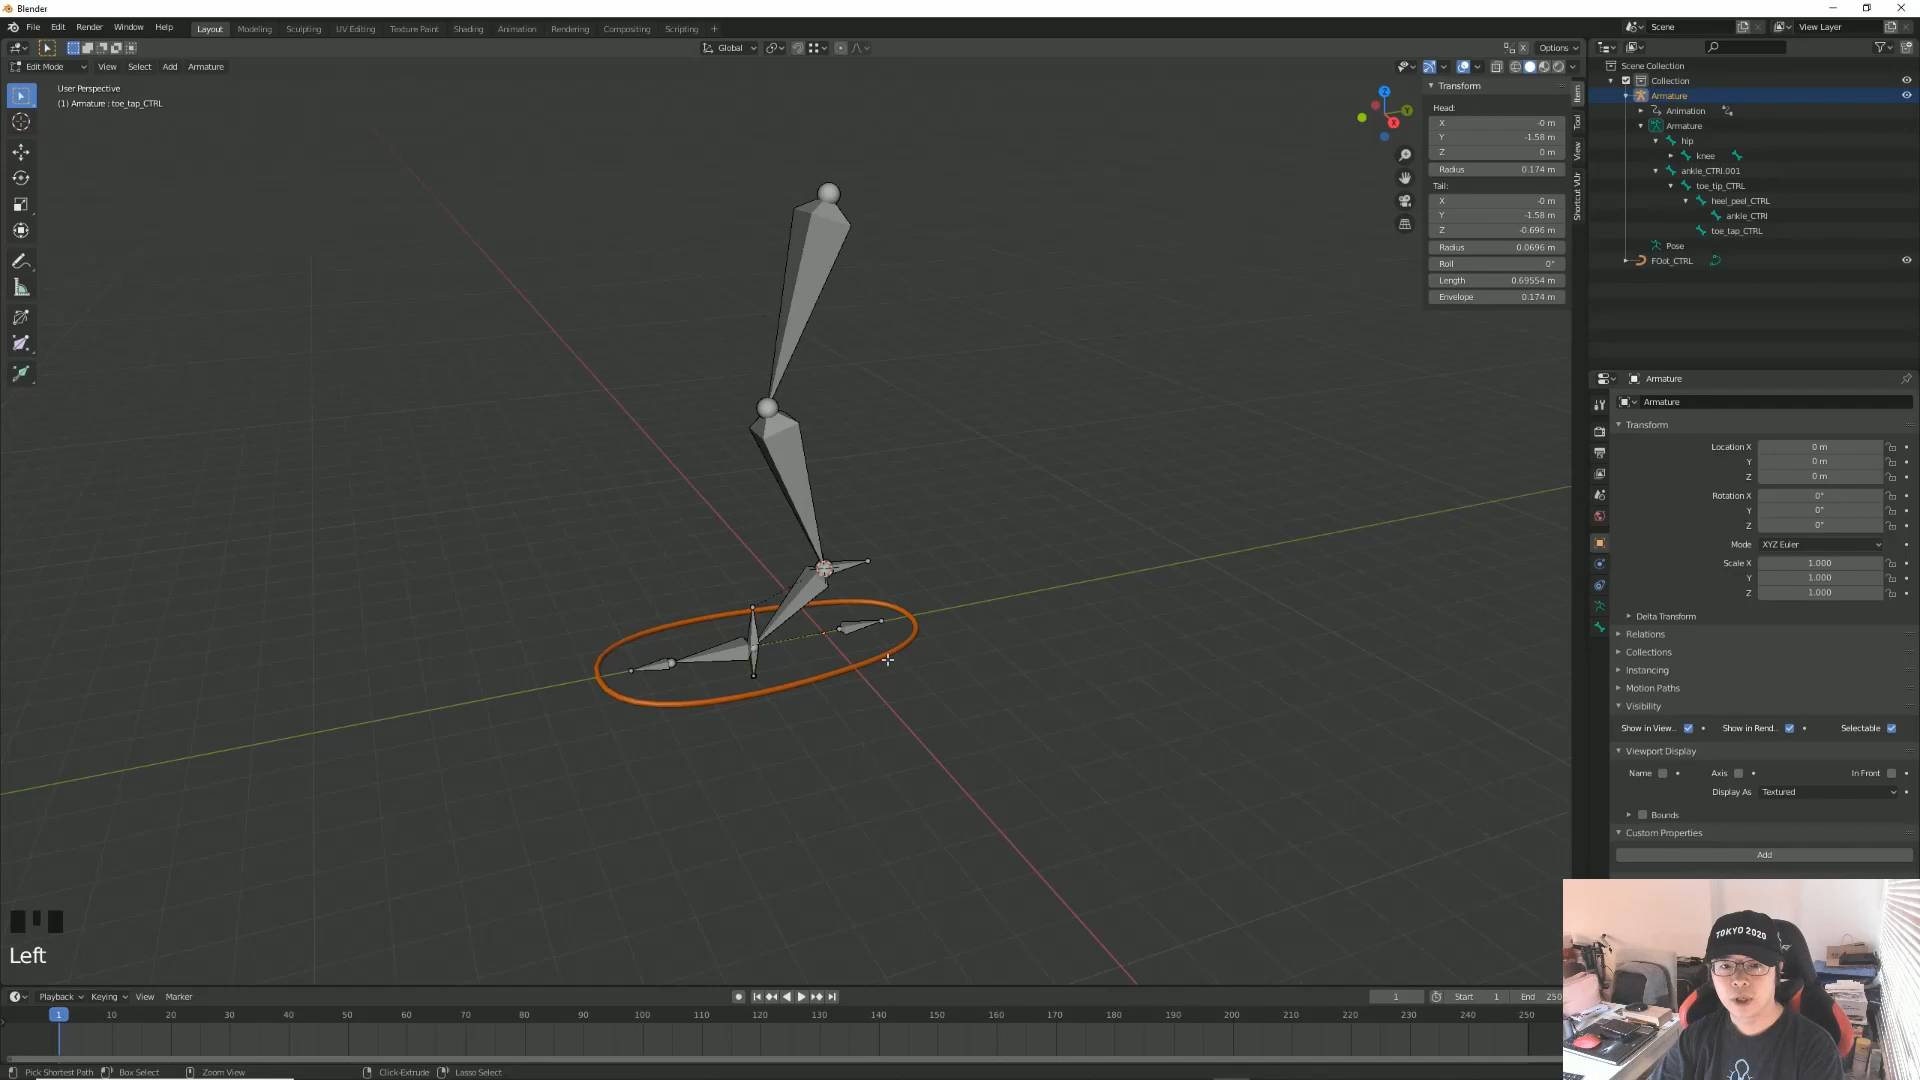 Blender
File Edit Render Window Help
Layout Modeling Sculpting UV Editing Texture Paint Shading Animation Rendering Compositing Scripting +
Scene
View Layer
Edit Mode View Select Add Armature
Global
Options
User Perspective
(1) Armature : toe_tap_CTRL
Transform
Head:
X -0 m
Y -1.58 m
Z 0 m
Radius 0.174 m
Tail:
X -0 m
Y -1.58 m
Z -0.696 m
Radius 0.0696 m
Roll 0°
Length 0.69554 m
Envelope 0.174 m
Item
Tool
View
Shortcut VUr
Z
Y
X
Scene Collection
Collection
Armature
Animation
Armature
hip
knee
ankle_CTRl.001
toe_tip_CTRL
heel_peel_CTRL
ankle_CTRl
toe_tap_CTRL
Pose
FOot_CTRL
Armature
Armature
Transform
Location X 0 m
Y 0 m
Z 0 m
Rotation X 0°
Y 0°
Z 0°
Mode XYZ Euler
Scale X 1.000
Y 1.000
Z 1.000
Delta Transform
Relations
Collections
Instancing
Motion Paths
Visibility
Show in View.. Show in Rend.. Selectable
Viewport Display
Name Axis In Front
Display As Textured
Bounds
Custom Properties
Add
TOKYO 2020
Left
Playback Keying View Marker
1 Start 1 End 250
1 10 20 30 40 50 60 70 80 90 100 110 120 130 140 150 160 170 180 190 200 210 220 230 240 250
Pick Shortest Path Box Select Zoom View Click-Extrude Lasso Select